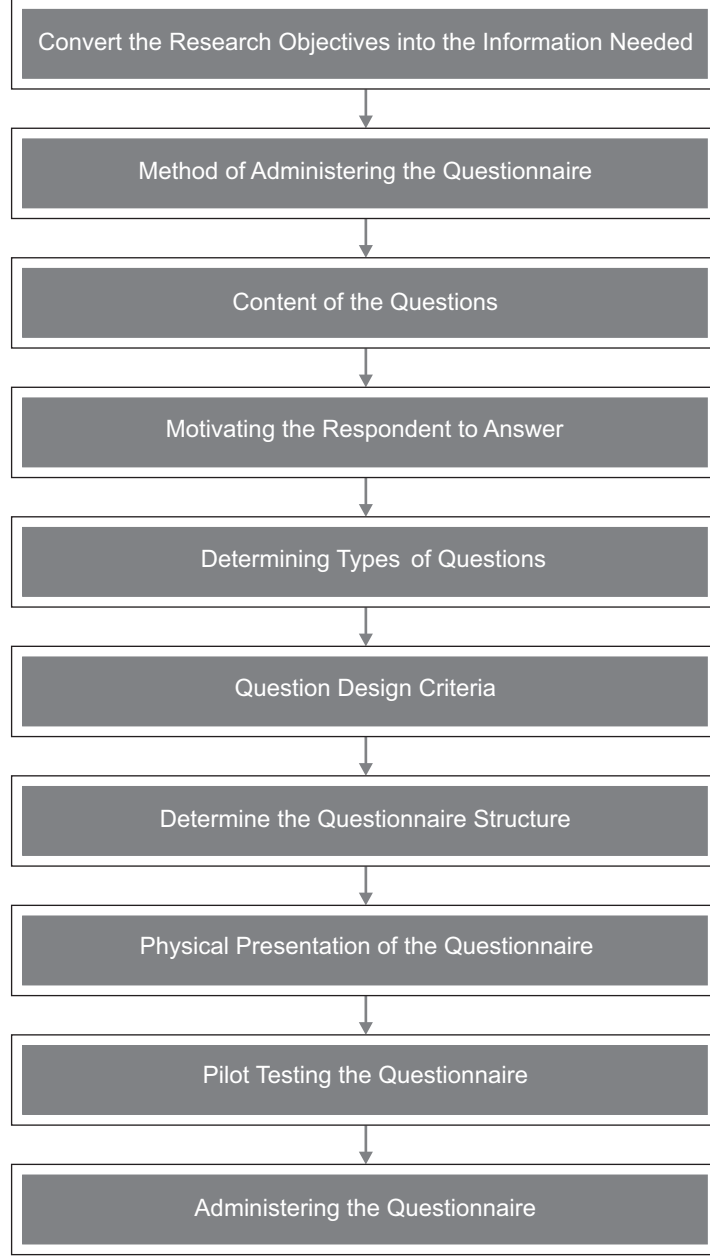 Convert the Research Objectives into the Information Needed
Method of Administering the Questionnaire
Content of the Questions
Motivating the Respondent to Answer
Determining Types of Questions
Question Design Criteria
Determine the Questionnaire Structure
Physical Presentation of the Questionnaire
Pilot Testing the Questionnaire
Administering the Questionnaire